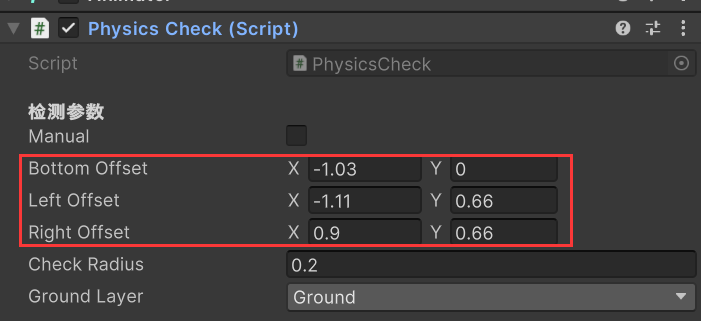 Physics Check (Script)
Script PhysicsCheck
检测参数
Manual
Bottom Offset X -1.03 Y 0
Left Offset X -1.11 Y 0.66
Right Offset X 0.9 Y 0.66
Check Radius 0.2
Ground Layer Ground